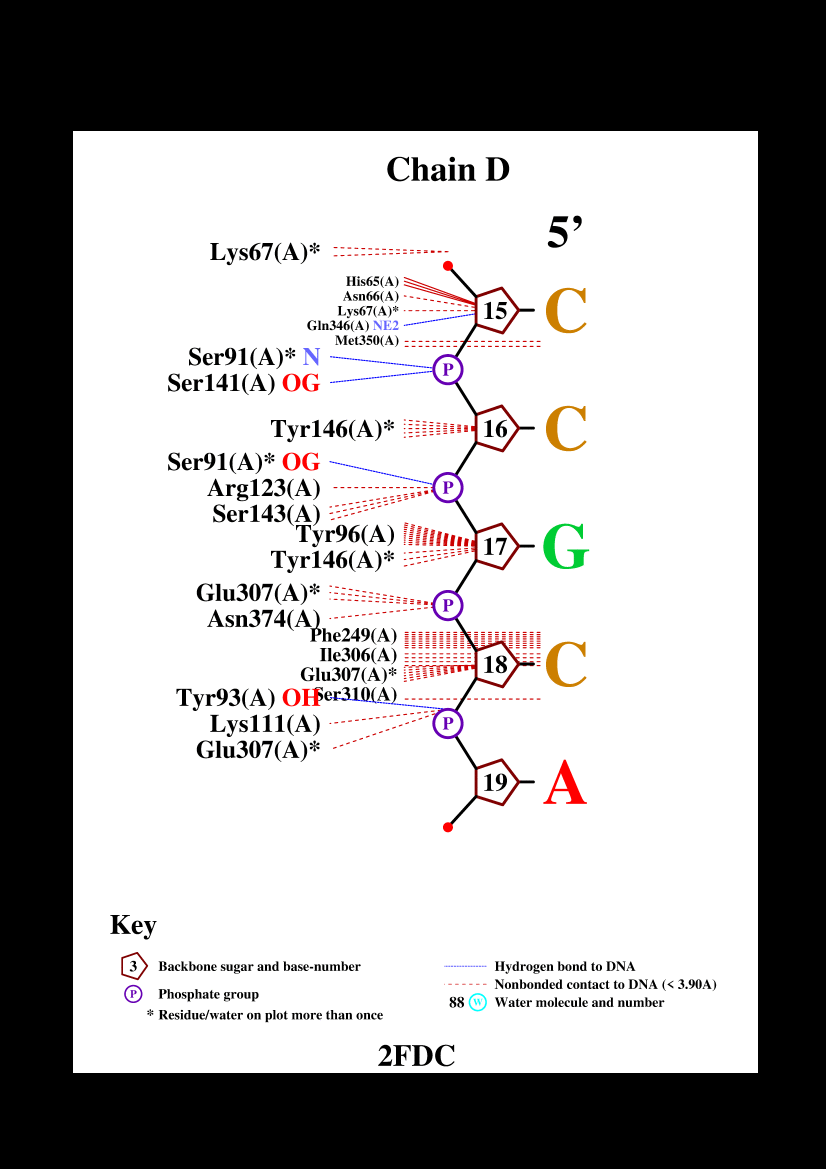 Chain D
5’
Lys67(A)*
His65(A)
Asn66(A)
Lys67(A)*
Gln346(A) NE2
Met350(A)
15 C
Ser91(A)* N
Ser141(A) OG
P
Tyr146(A)*
16 C
Ser91(A)* OG
Arg123(A)
Ser143(A)
P
Tyr96(A)
Tyr146(A)*
17 G
Glu307(A)*
Asn374(A)
P
Phe249(A)
Ile306(A)
Glu307(A)*
Ser310(A)
18 C
Tyr93(A) OH
Lys111(A)
Glu307(A)*
P
19 A
Key
3 Backbone sugar and base-number
P Phosphate group
* Residue/water on plot more than once
Hydrogen bond to DNA
Nonbonded contact to DNA (< 3.90A)
88 W Water molecule and number
2FDC